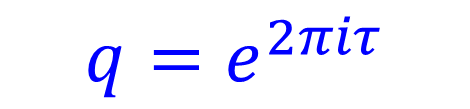 q = e^{2πiτ}